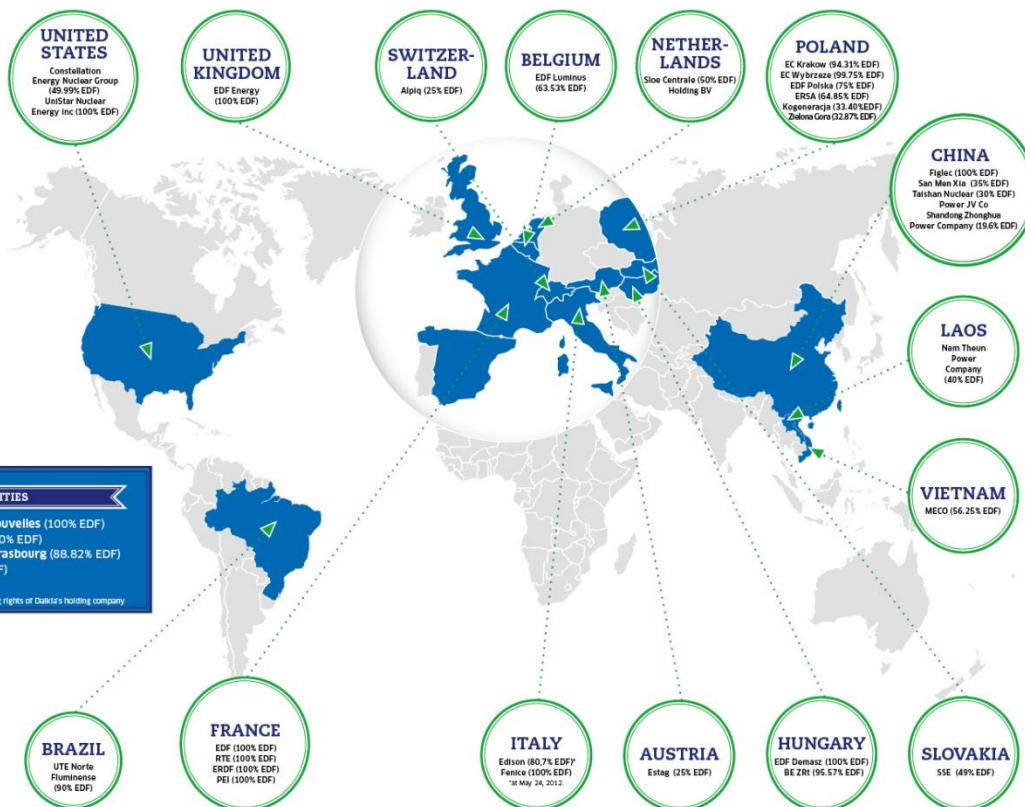 UNITED
STATES
Constellation
Energy Nuclear Group
(49.99% EDF)
UniStar Nuclear
Energy Inc (100% EDF)
UNITED
KINGDOM
EDF Energy
(100% EDF)
SWITZER-
LAND
Alpiq (25% EDF)
BELGIUM
EDF Luminus
(63.53% EDF)
NETHER-
LANDS
Sloe Centrale (50% EDF)
Holding BV
POLAND
EC Krakow (94.31% EDF)
EC Wybrzeze (99.75% EDF)
EDF Polska (75% EDF)
ERSA (64.85% EDF)
Kogeneracja (33.40%EDF)
Zielona Gora (32.87% EDF)
CHINA
Figlec (100% EDF)
San Men Xia (35% EDF)
Taishan Nuclear (30% EDF)
Power JV Co
Shandong Zhonghua
Power Company (19.6% EDF)
LAOS
Nam Theun
Power
Company
(40% EDF)
VIETNAM
MECO (56.25% EDF)
ITIES
ouvelles (100% EDF)
0% EDF)
rasbourg (88.82% EDF)
F)
g rights of Dalkia's holding company
BRAZIL
UTE Norte
Fluminense
(90% EDF)
FRANCE
EDF (100% EDF)
RTE (100% EDF)
ERDF (100% EDF)
PEI (100% EDF)
ITALY
Edison (80,7% EDF)*
Fenice (100% EDF)
*at May 24, 2012.
AUSTRIA
Estag (25% EDF)
HUNGARY
EDF Demasz (100% EDF)
BE ZRt (95.57% EDF)
SLOVAKIA
SSE (49% EDF)